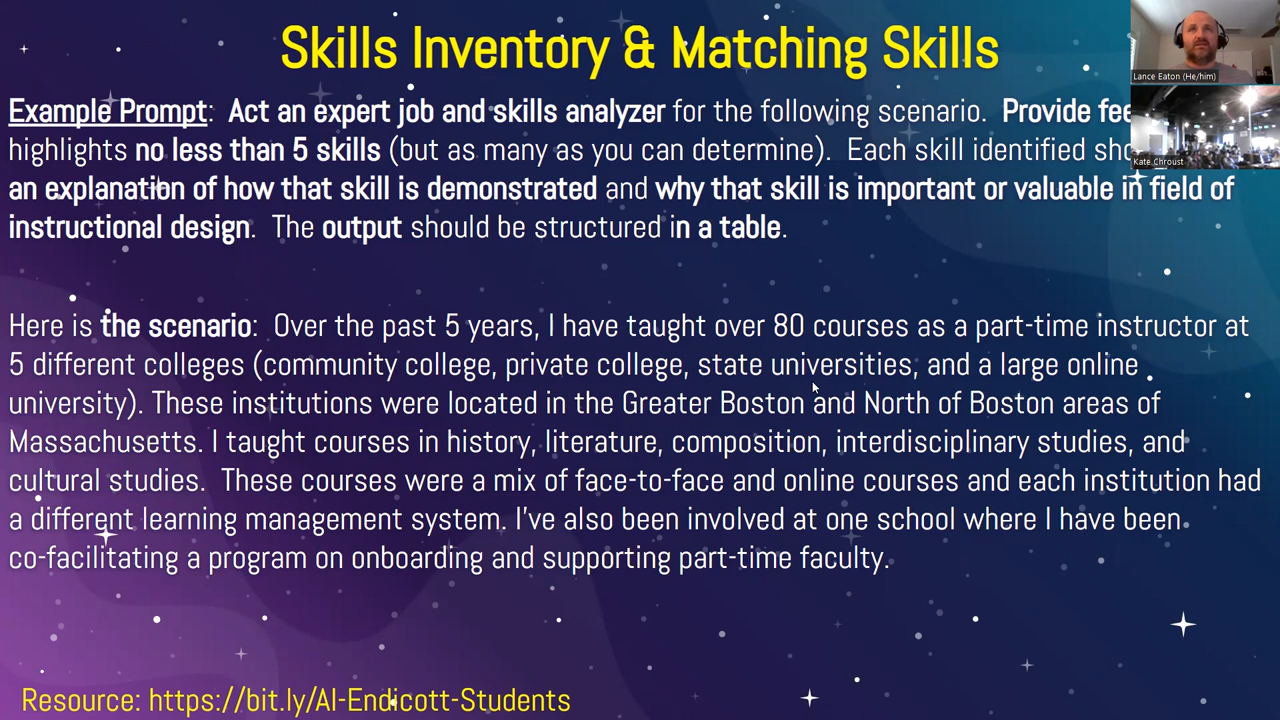 Skills Inventory & Matching Skills
Lance Eaton (He/him)
Kate Chroust
Example Prompt: Act an expert job and skills analyzer for the following scenario. Provide
highlights no less than 5 skills (but as many as you can determine). Each skill identified
an explanation of how that skill is demonstrated and why that skill is important or valuable in field of
instructional design. The output should be structured in a table.
Here is the scenario: Over the past 5 years, I have taught over 80 courses as a part-time instructor at
5 different colleges (community college, private college, state universities, and a large online
university). These institutions were located in the Greater Boston and North of Boston areas of
Massachusetts. I taught courses in history, literature, composition, interdisciplinary studies, and
cultural studies. These courses were a mix of face-to-face and online courses and each institution had
a different learning management system. I've also been involved at one school where I have been
co-facilitating a program on onboarding and supporting part-time faculty.
Resource: https://bit.ly/AI-Endicott-Students